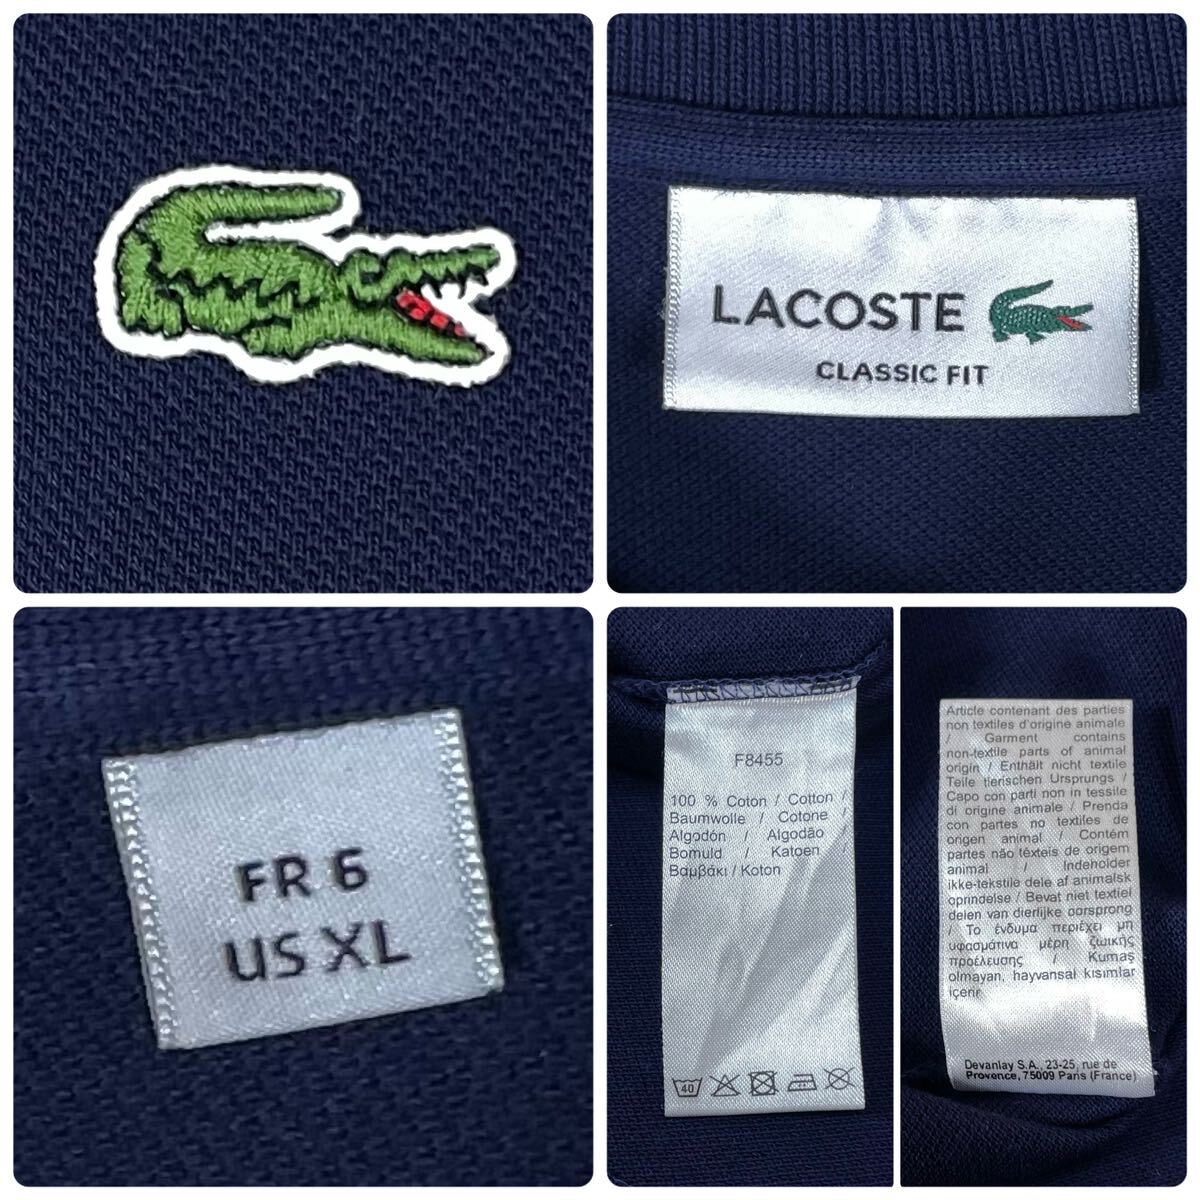 LACOSTE
CLASSIC FIT
FR 6
US XL
F8455
100 % Coton / Cotton /
Baumwolle / Cotone
Algodón / Algodão
Bomuld / Katoen /
Βαμβάκι / Koton
40
Article contenant des parties
non textiles d'origine animale
/ Garment contains
non-textile parts of animal
origin / Enthält nicht textile
Teile tierischen Ursprungs /
Capo con parti non in tessile
di origine animale / Prenda
con partes no textiles de
origen animal / Contém
partes não têxteis de origem
animal / Indeholder
ikke-tekstile dele af animalsk
oprindelse / Bevat niet textiel
delen van dierlijke oorsprong
/ Το ένδυμα περιέχει μη
υφασμάτινα μέρη ζωικής
προέλευσης / Kumaş
olmayan, hayvansal kısımlar
içerir
Devanlay S.A., 23-25, rue de
Provence, 75009 Paris (France)